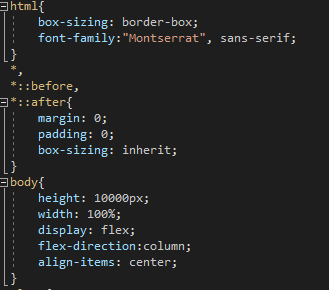 html{
box-sizing: border-box;
font-family:"Montserrat", sans-serif;
}
*,
*::before,
*::after{
margin: 0;
padding: 0;
box-sizing: inherit;
}
body{
height: 10000px;
width: 100%;
display: flex;
flex-direction:column;
align-items: center;
}